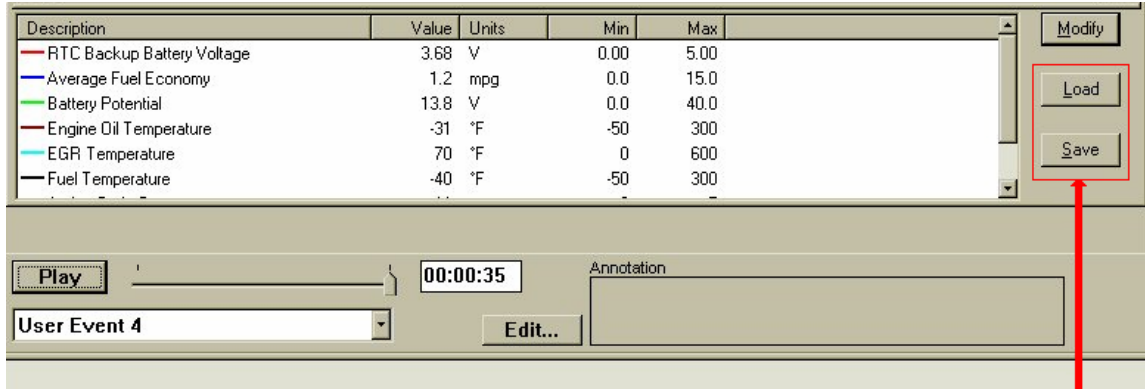 Description Value Units Min Max
RTC Backup Battery Voltage 3.68 V 0.00 5.00
Average Fuel Economy 1.2 mpg 0.0 15.0
Battery Potential 13.8 V 0.0 40.0
Engine Oil Temperature -31 °F -50 300
EGR Temperature 70 °F 0 600
Fuel Temperature -40 °F -50 300
Modify
Load
Save
Play 00:00:35 Annotation
User Event 4 Edit...